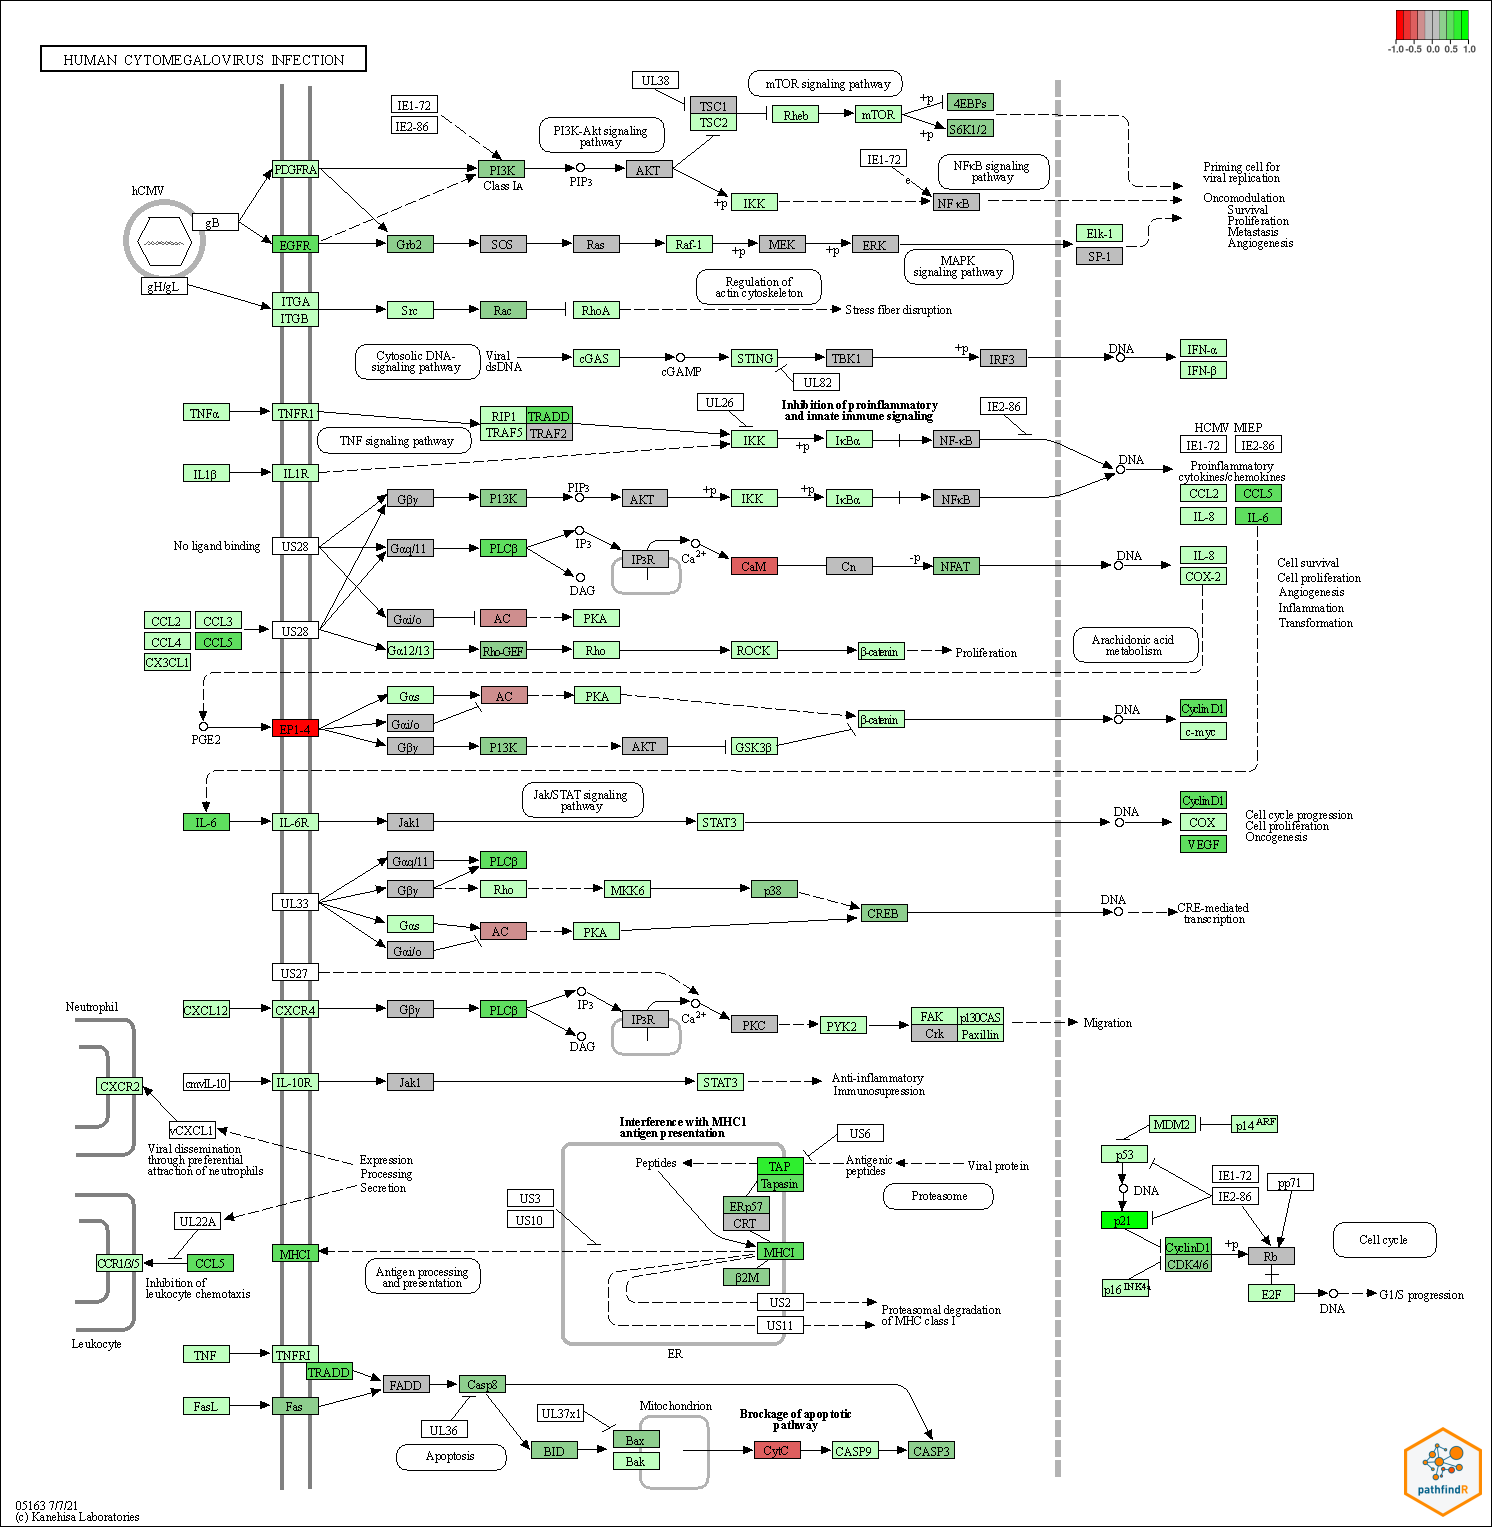 -1.0 -0.5 0.0 0.5 1.0
HUMAN CYTOMEGALOVIRUS INFECTION
UL38
mTOR signaling pathway
IE1-72
IE2-86
PI3K-Akt signaling
pathway
TSC1
TSC2
Rheb
mTOR
+p
4EBPs
S6K1/2
+p
PDGFRA
PI3K
Class IA
PIP3
AKT
IE1-72
NFκB signaling
pathway
Priming cell for
viral replication
hCMV
gB
+p
IKK
e
NFκB
Oncomodulation
Survival
Proliferation
Metastasis
Angiogenesis
EGFR
Grb2
SOS
Ras
Raf-1
+p
MEK
+p
ERK
Elk-1
SP-1
MAPK
signaling pathway
gH/gL
Regulation of
actin cytoskeleton
ITGA
ITGB
Src
Rac
RhoA
Stress fiber disruption
Cytosolic DNA-
signaling pathway
Viral
dsDNA
cGAS
cGAMP
STING
TBK1
+p
IRF3
DNA
IFN-α
IFN-β
UL82
UL26
Inhibition of proinflammatory
and innate immune signaling
IE2-86
TNFα
TNFR1
RIP1
TRADD
TRAF5
TRAF2
TNF signaling pathway
IKK
+p
IκBα
NF-κB
HCMV MIEP
IE1-72
IE2-86
IL1β
IL1R
DNA
Proinflammatory
cytokines/chemokines
Gβγ
P13K
PIP3
AKT
+p
IKK
+p
IκBα
NFκB
CCL2
CCL5
IL-8
IL-6
No ligand binding
US28
Gαq/11
PLCβ
IP3
DAG
IP3R
Ca2+
CaM
Cn
-p
NFAT
DNA
IL-8
COX-2
Cell survival
Cell proliferation
Angiogenesis
Inflammation
Transformation
CCL2
CCL3
CCL4
CCL5
CX3CL1
US28
Gαi/o
AC
PKA
Gα12/13
Rho-GEF
Rho
ROCK
β-catenin
Proliferation
Arachidonic acid
metabolism
Gαs
AC
PKA
PGE2
EP1-4
Gαi/o
Gβγ
P13K
AKT
GSK3β
β-catenin
DNA
CyclinD1
c-myc
Jak/STAT signaling
pathway
IL-6
IL-6R
Jak1
STAT3
DNA
CyclinD1
COX
VEGF
Cell cycle progression
Cell proliferation
Oncogenesis
UL33
Gαq/11
PLCβ
Gβγ
Rho
MKK6
p38
CREB
DNA
CRE-mediated
transcription
Gαs
AC
PKA
Gαi/o
US27
Neutrophil
CXCL12
CXCR4
Gβγ
PLCβ
IP3
DAG
IP3R
Ca2+
PKC
PYK2
FAK
p130CAS
Crk
Paxillin
Migration
CXCR2
cmvIL-10
IL-10R
Jak1
STAT3
Anti-inflammatory
Immunosupression
vCXCL1
Viral dissemination
through preferential
attraction of neutrophils
Expression
Processing
Secretion
Interference with MHC1
antigen presentation
US6
Peptides
TAP
Tapasin
Antigenic
peptides
Viral protein
Proteasome
US3
US10
ERp57
CRT
UL22A
MHCI
MHCI
CCR1/3/5
CCL5
Inhibition of
leukocyte chemotaxis
Antigen processing
and presentation
β2M
US2
US11
Proteasomal degradation
of MHC class I
ER
Leukocyte
MDM2
p14ARF
p53
DNA
IE1-72
IE2-86
pp71
p21
CyclinD1
CDK4/6
+p
Rb
Cell cycle
p16INK4a
E2F
DNA
G1/S progression
TNF
TNFRI
TRADD
FADD
Casp8
FasL
Fas
UL36
Apoptosis
UL37x1
Mitochondrion
Brockage of apoptotic
pathway
BID
Bax
Bak
CytC
CASP9
CASP3
pathfindR
05163 7/7/21
(c) Kanehisa Laboratories